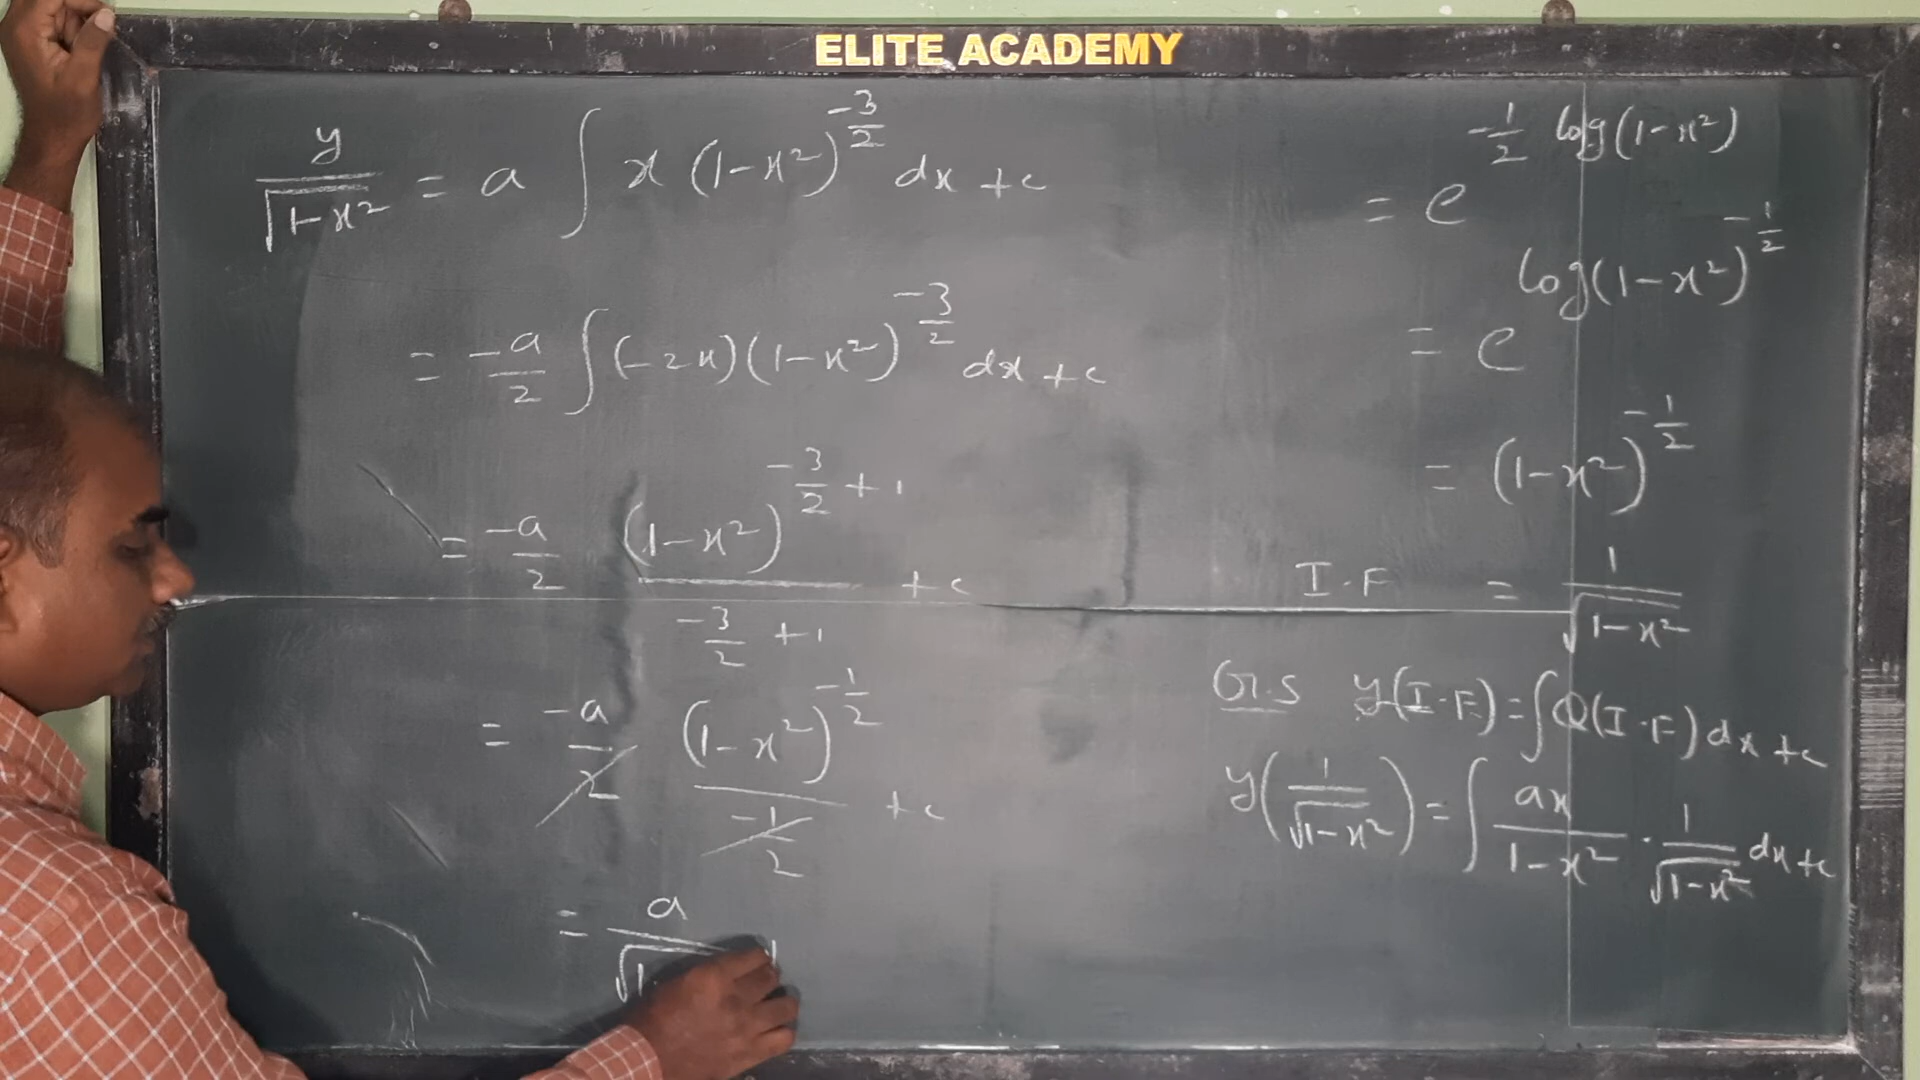 ELITE ACADEMY
y/√(1-x²) = a ∫ x (1-x²)^(-3/2) dx + c
= -a/2 ∫ (-2x)(1-x²)^(-3/2) dx + c
= -a/2 (1-x²)^(-3/2 + 1) / (-3/2 + 1) + c
= -a/2 (1-x²)^(-1/2) / (-1/2) + c
= a/√1
= e^(-1/2 log(1-x²))
= e^(log(1-x²)^(-1/2))
= (1-x²)^(-1/2)
I.F = 1/√(1-x²)
G.S y(I.F) = ∫ Q(I.F) dx + c
y(1/√(1-x²)) = ∫ ax/(1-x²) · 1/√(1-x²) dx + c